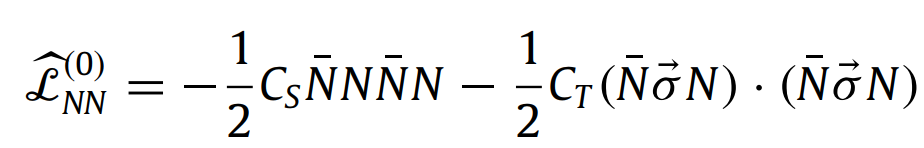 $\widehat{\mathcal{L}}_{NN}^{(0)} = -\frac{1}{2} C_S \bar{N} N \bar{N} N - \frac{1}{2} C_T (\bar{N} \vec{\sigma} N) \cdot (\bar{N} \vec{\sigma} N)$